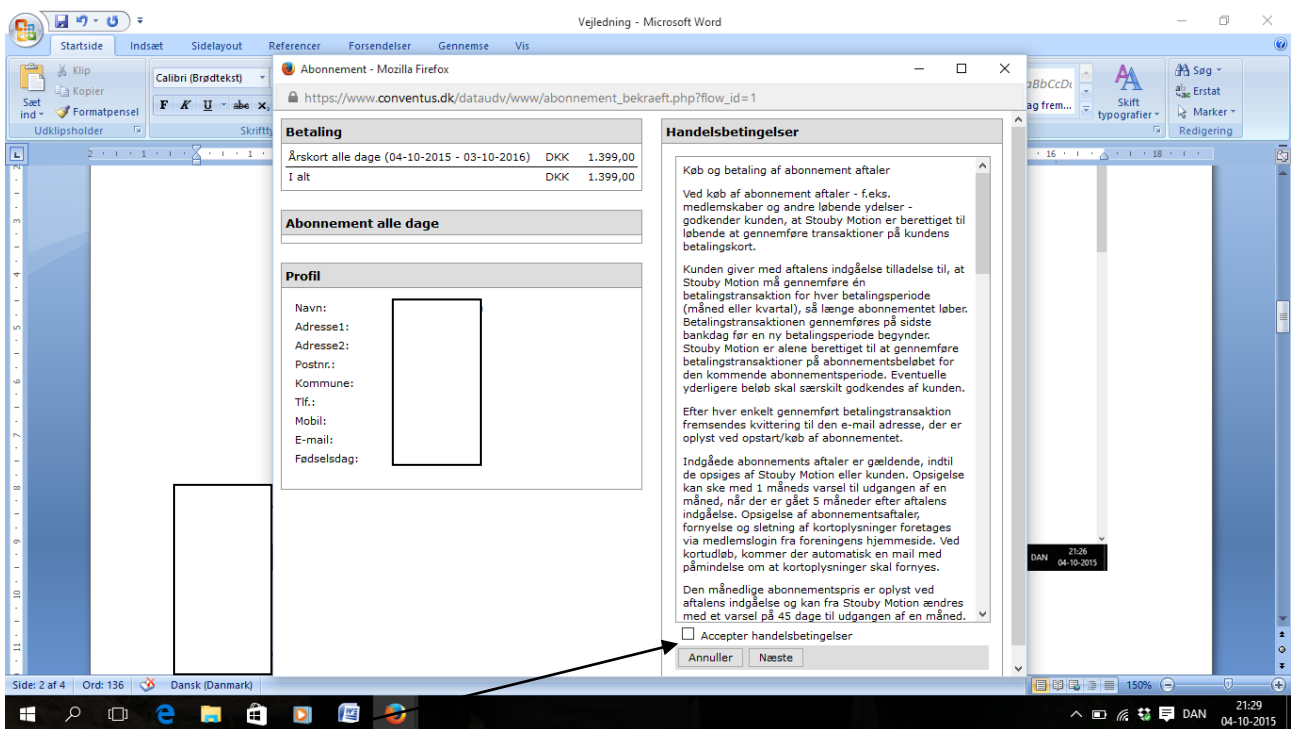 Vejledning - Microsoft Word
Startside Indsæt Sidelayout Referencer Forsendelser Gennemse Vis
Sæt ind
Klip
Kopier
Formatpensel
Udklipsholder
Calibri (Brødtekst)
F K U abe x
Skriftty
aBbCcDc
ag frem...
Skift typografier
Søg
Erstat
Marker
Redigering
Abonnement - Mozilla Firefox
https://www.conventus.dk/dataudv/www/abonnement_bekraeft.php?flow_id=1
Betaling
Årskort alle dage (04-10-2015 - 03-10-2016) DKK 1.399,00
I alt DKK 1.399,00
Abonnement alle dage
Profil
Navn:
Adresse1:
Adresse2:
Postnr.:
Kommune:
Tlf.:
Mobil:
E-mail:
Fødselsdag:
Handelsbetingelser
Køb og betaling af abonnement aftaler
Ved køb af abonnement aftaler - f.eks.
medlemskaber og andre løbende ydelser -
godkender kunden, at Stouby Motion er berettiget til
løbende at gennemføre transaktioner på kundens
betalingskort.
Kunden giver med aftalens indgåelse tilladelse til, at
Stouby Motion må gennemføre én
betalingstransaktion for hver betalingsperiode
(måned eller kvartal), så længe abonnementet løber.
Betalingstransaktionen gennemføres på sidste
bankdag før en ny betalingsperiode begynder.
Stouby Motion er alene berettiget til at gennemføre
betalingstransaktioner på abonnementsbeløbet for
den kommende abonnementsperiode. Eventuelle
yderligere beløb skal særskilt godkendes af kunden.
Efter hver enkelt gennemført betalingstransaktion
fremsendes kvittering til den e-mail adresse, der er
oplyst ved opstart/køb af abonnementet.
Indgåede abonnements aftaler er gældende, indtil
de opsiges af Stouby Motion eller kunden. Opsigelse
kan ske med 1 måneds varsel til udgangen af en
måned, når der er gået 5 måneder efter aftalens
indgåelse. Opsigelse af abonnementsaftaler,
fornyelse og sletning af kortoplysninger foretages
via medlemslogin fra foreningens hjemmeside. Ved
kortudløb, kommer der automatisk en mail med
påmindelse om at kortoplysninger skal fornyes.
Den månedlige abonnementspris er oplyst ved
aftalens indgåelse og kan fra Stouby Motion ændres
med et varsel på 45 dage til udgangen af en måned.
Accepter handelsbetingelser
Annuller Næste
DAN 21:26
04-10-2015
Side: 2 af 4 Ord: 136 Dansk (Danmark)
150%
DAN 21:29
04-10-2015